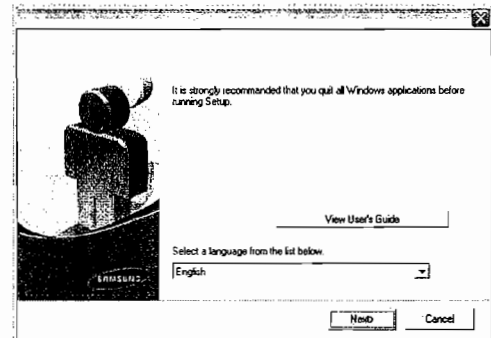 It is strongly recommanded that you quit all Windows applications before
running Setup.
View User's Guide
Select a language from the list below.
English
SAMSUNG
Next>
Cancel